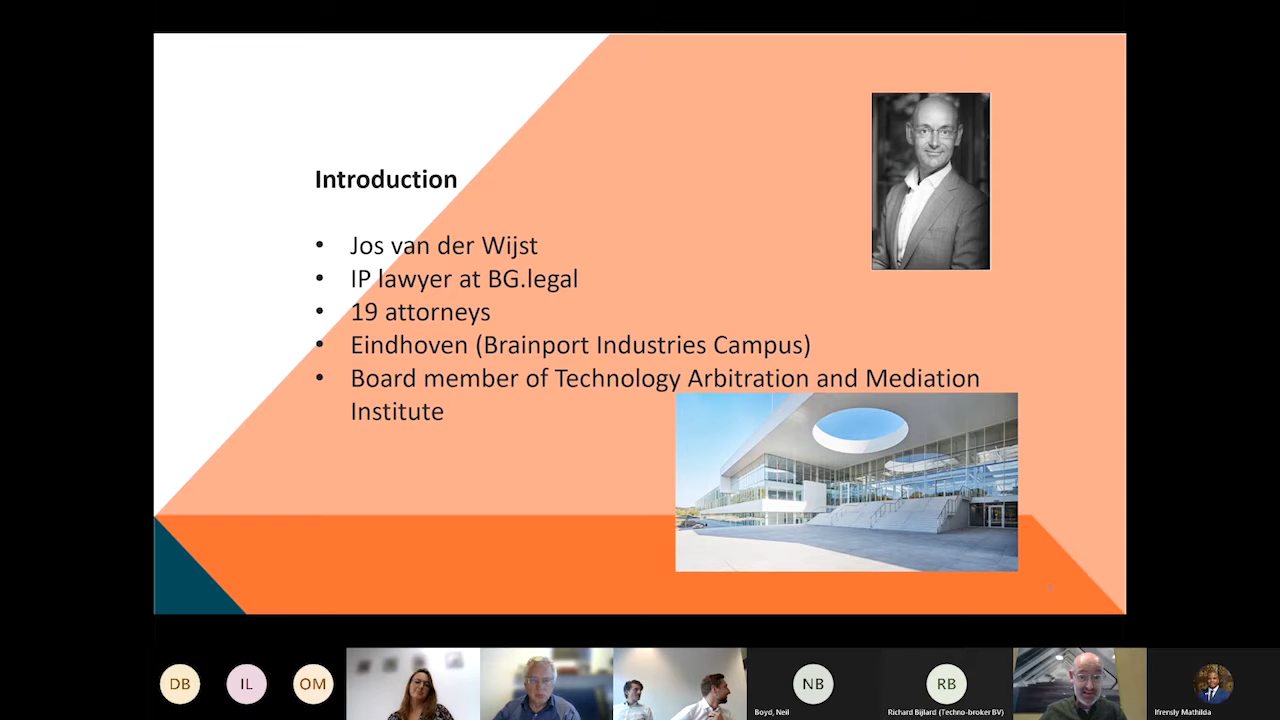 Introduction
• Jos van der Wijst
• IP lawyer at BG.legal
• 19 attorneys
• Eindhoven (Brainport Industries Campus)
• Board member of Technology Arbitration and Mediation
Institute
DB
IL
OM
NB
RB
Boyd, Neil
Richard Bijlard (Techno-broker BV)
Ifrensly Mathilda